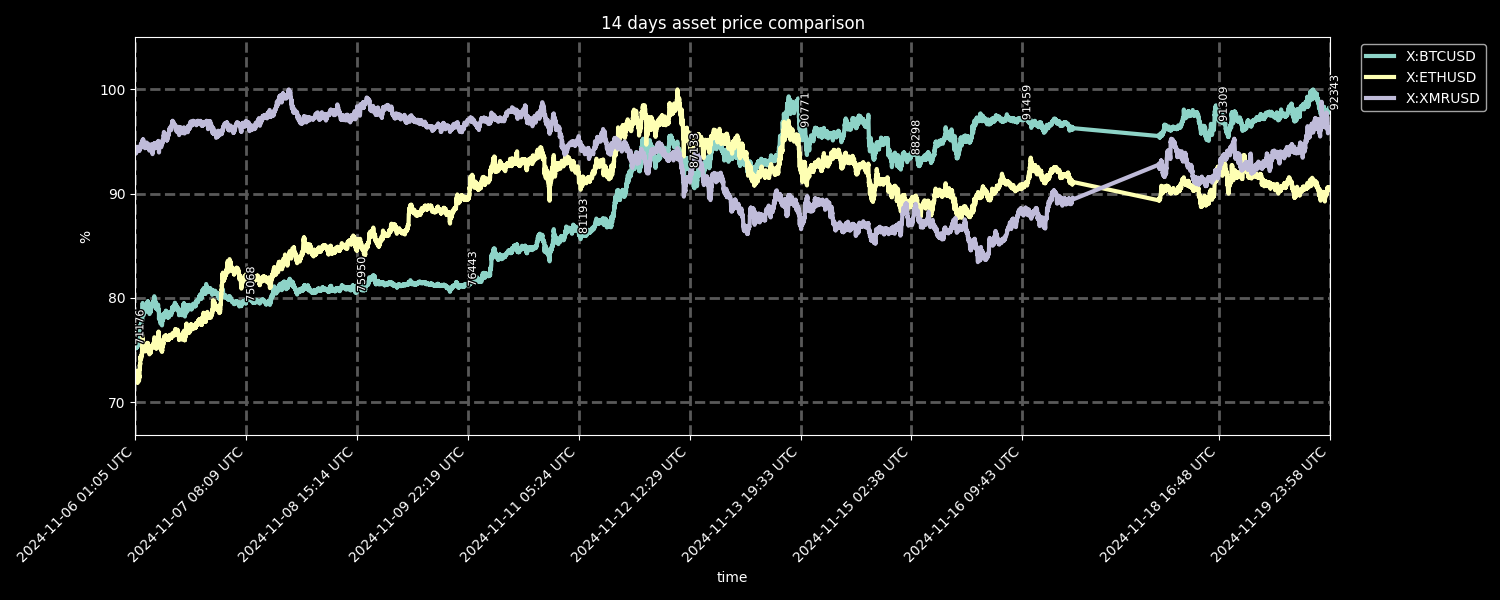 14 days asset price comparison
X:BTCUSD
X:ETHUSD
X:XMRUSD
100
90
80
70
%
75068
75950
76443
81193
87133
90771
88298
91459
91309
92343
2024-11-06 01:05 UTC
2024-11-07 08:09 UTC
2024-11-08 15:14 UTC
2024-11-09 22:19 UTC
2024-11-11 05:24 UTC
2024-11-12 12:29 UTC
2024-11-13 19:33 UTC
2024-11-15 02:38 UTC
2024-11-16 09:43 UTC
2024-11-18 16:48 UTC
2024-11-19 23:58 UTC
time